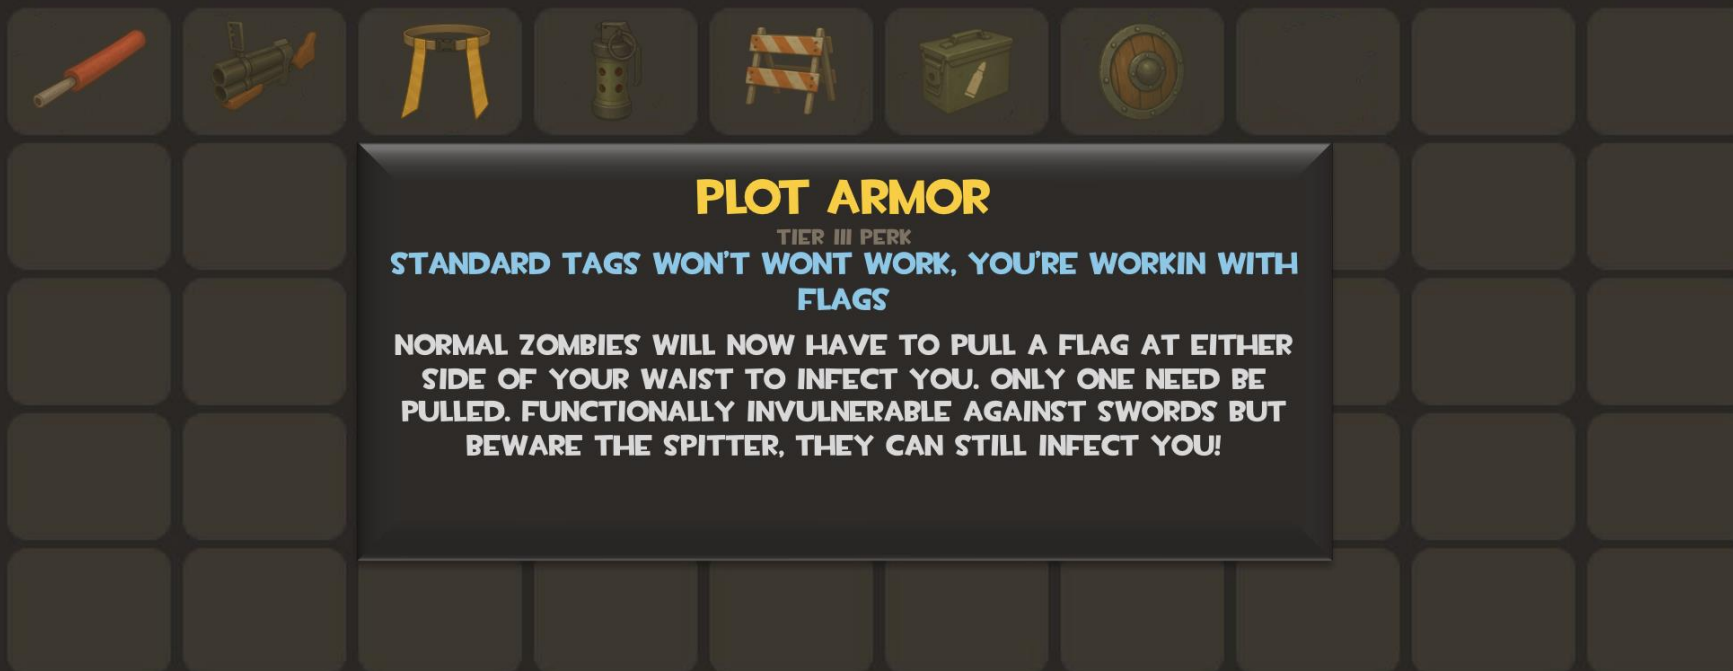 PLOT ARMOR
TIER III PERK
STANDARD TAGS WON'T WONT WORK, YOU'RE WORKIN WITH
FLAGS
NORMAL ZOMBIES WILL NOW HAVE TO PULL A FLAG AT EITHER
SIDE OF YOUR WAIST TO INFECT YOU. ONLY ONE NEED BE
PULLED. FUNCTIONALLY INVULNERABLE AGAINST SWORDS BUT
BEWARE THE SPITTER, THEY CAN STILL INFECT YOU!